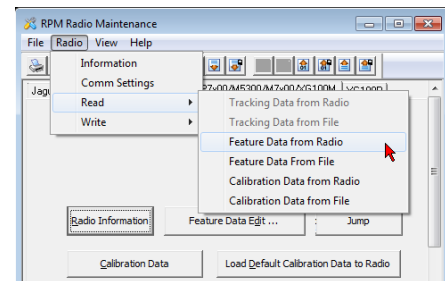 RPM Radio Maintenance
File Radio View Help
Information
Comm Settings
Read
Write
Tracking Data from Radio
Tracking Data from File
Feature Data from Radio
Feature Data From File
Calibration Data from Radio
Calibration Data from File
Radio Information
Feature Data Edit ...
Jump
Calibration Data
Load Default Calibration Data to Radio